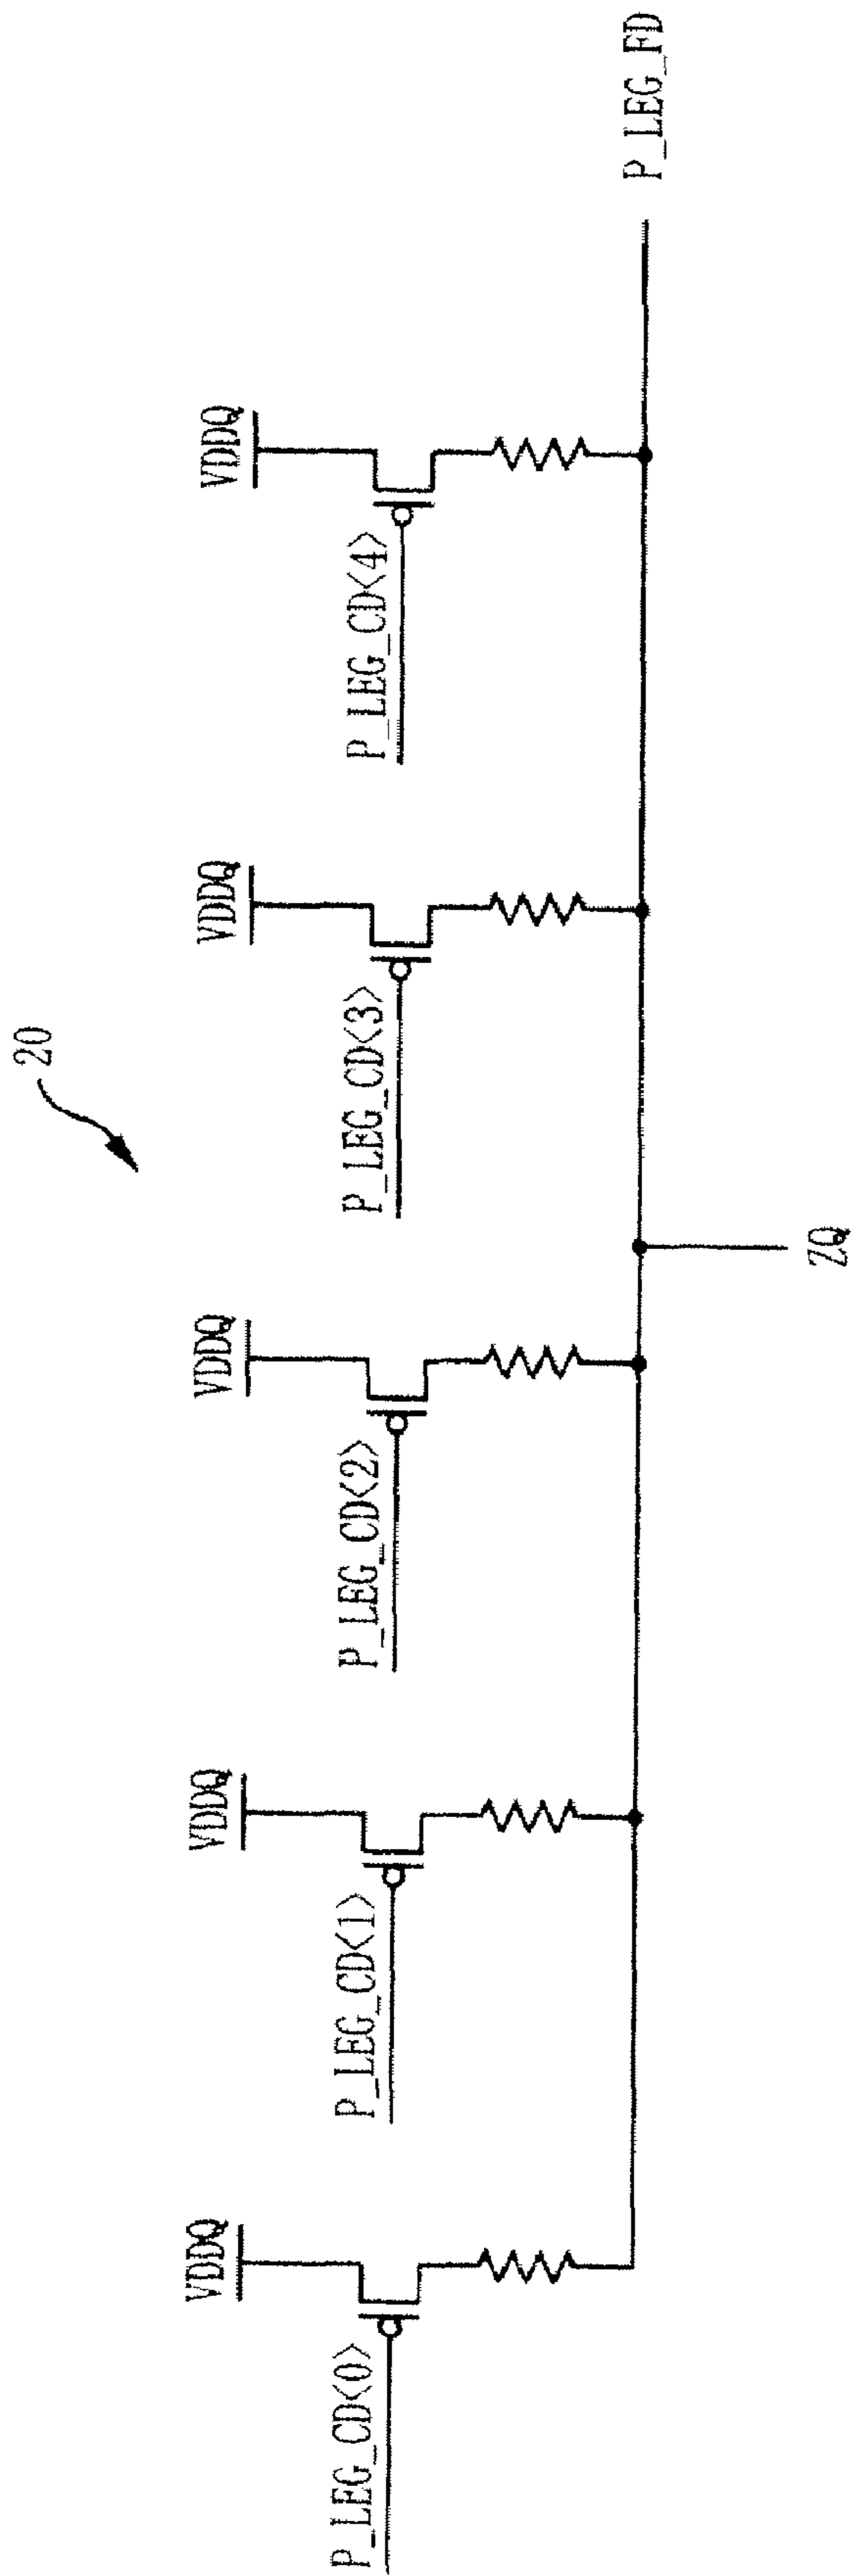 20
VDDQ
VDDQ
VDDQ
VDDQ
VDDQ
P_LEG_CD<0>
P_LEG_CD<1>
P_LEG_CD<2>
P_LEG_CD<3>
P_LEG_CD<4>
P_LEG_FD
ZQ